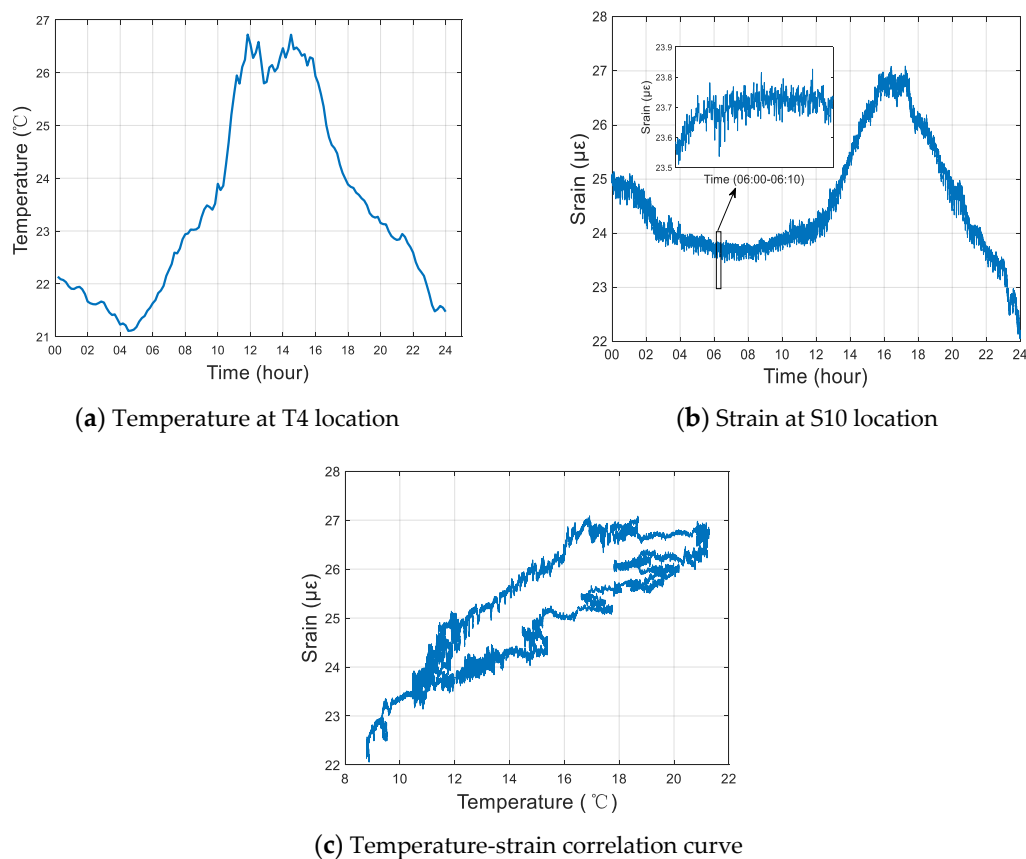 27
26
25
24
23
22
21
Temperature (℃)
00 02 04 06 08 10 12 14 16 18 20 22 24
Time (hour)
(a) Temperature at T4 location
28
27
26
25
24
23
22
Srain (με)
23.9
23.8
23.7
23.6
23.5
Srain (με)
Time (06:00-06:10)
00 02 04 06 08 10 12 14 16 18 20 22 24
Time (hour)
(b) Strain at S10 location
28
27
26
25
24
23
22
Srain (με)
8 10 12 14 16 18 20 22
Temperature ( ℃)
(c) Temperature-strain correlation curve